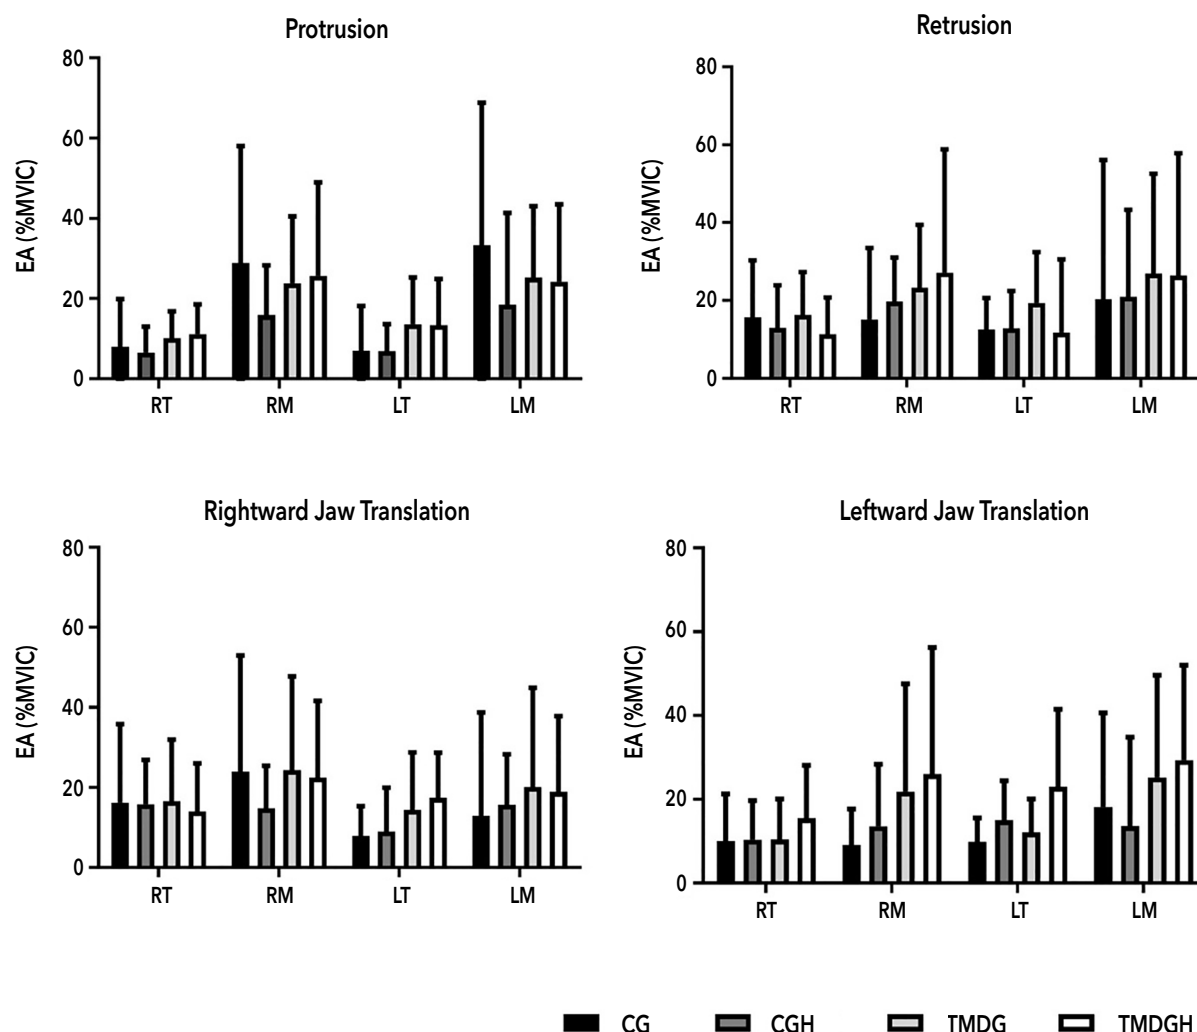 Protrusion
80
60
40
20
0
EA (%MVIC)
RT RM LT LM
Retrusion
80
60
40
20
0
EA (%MVIC)
RT RM LT LM
Rightward Jaw Translation
80
60
40
20
0
EA (%MVIC)
RT RM LT LM
Leftward Jaw Translation
80
60
40
20
0
EA (%MVIC)
RT RM LT LM
CG CGH TMDG TMDGH